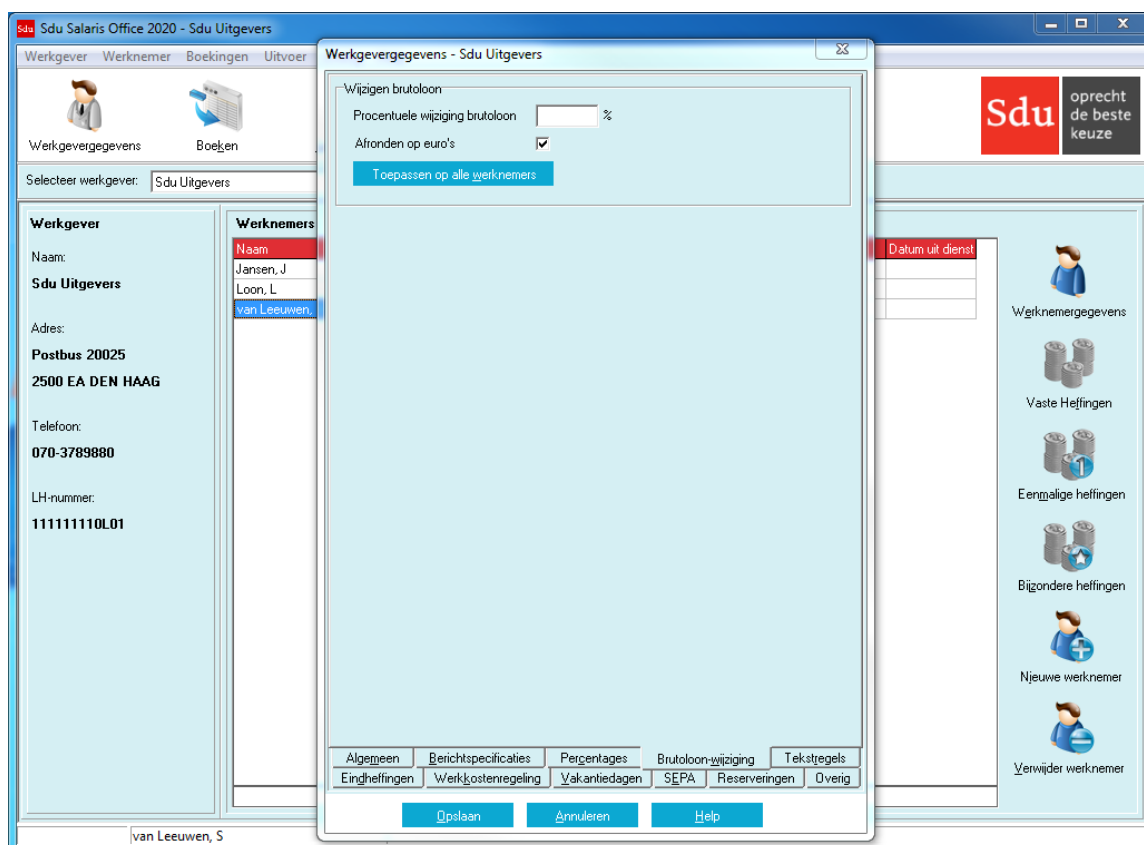 Sdu Sdu Salaris Office 2020 - Sdu Uitgevers
Werkgever Werknemer Boekingen Uitvoer
Werkgevergegevens
Boeken
Sdu
oprecht
de beste
keuze
Selecteer werkgever: Sdu Uitgevers
Werkgever
Naam:
Sdu Uitgevers
Adres:
Postbus 20025
2500 EA DEN HAAG
Telefoon:
070-3789880
LH-nummer:
111111110L01
Werknemers
Naam
Datum uit dienst
Jansen, J
Loon, L
van Leeuwen,
Werkgevergegevens - Sdu Uitgevers
Wijzigen brutoloon
Procentuele wijziging brutoloon %
Afronden op euro's
Toepassen op alle werknemers
Algemeen Berichtspecificaties Percentages Brutoloon-wijziging Tekstregels
Eindheffingen Werkkostenregeling Vakantiedagen SEPA Reserveringen Overig
Opslaan Annuleren Help
Werknemergegevens
Vaste Heffingen
1
Eenmalige heffingen
Bijzondere heffingen
Nieuwe werknemer
Verwijder werknemer
van Leeuwen, S